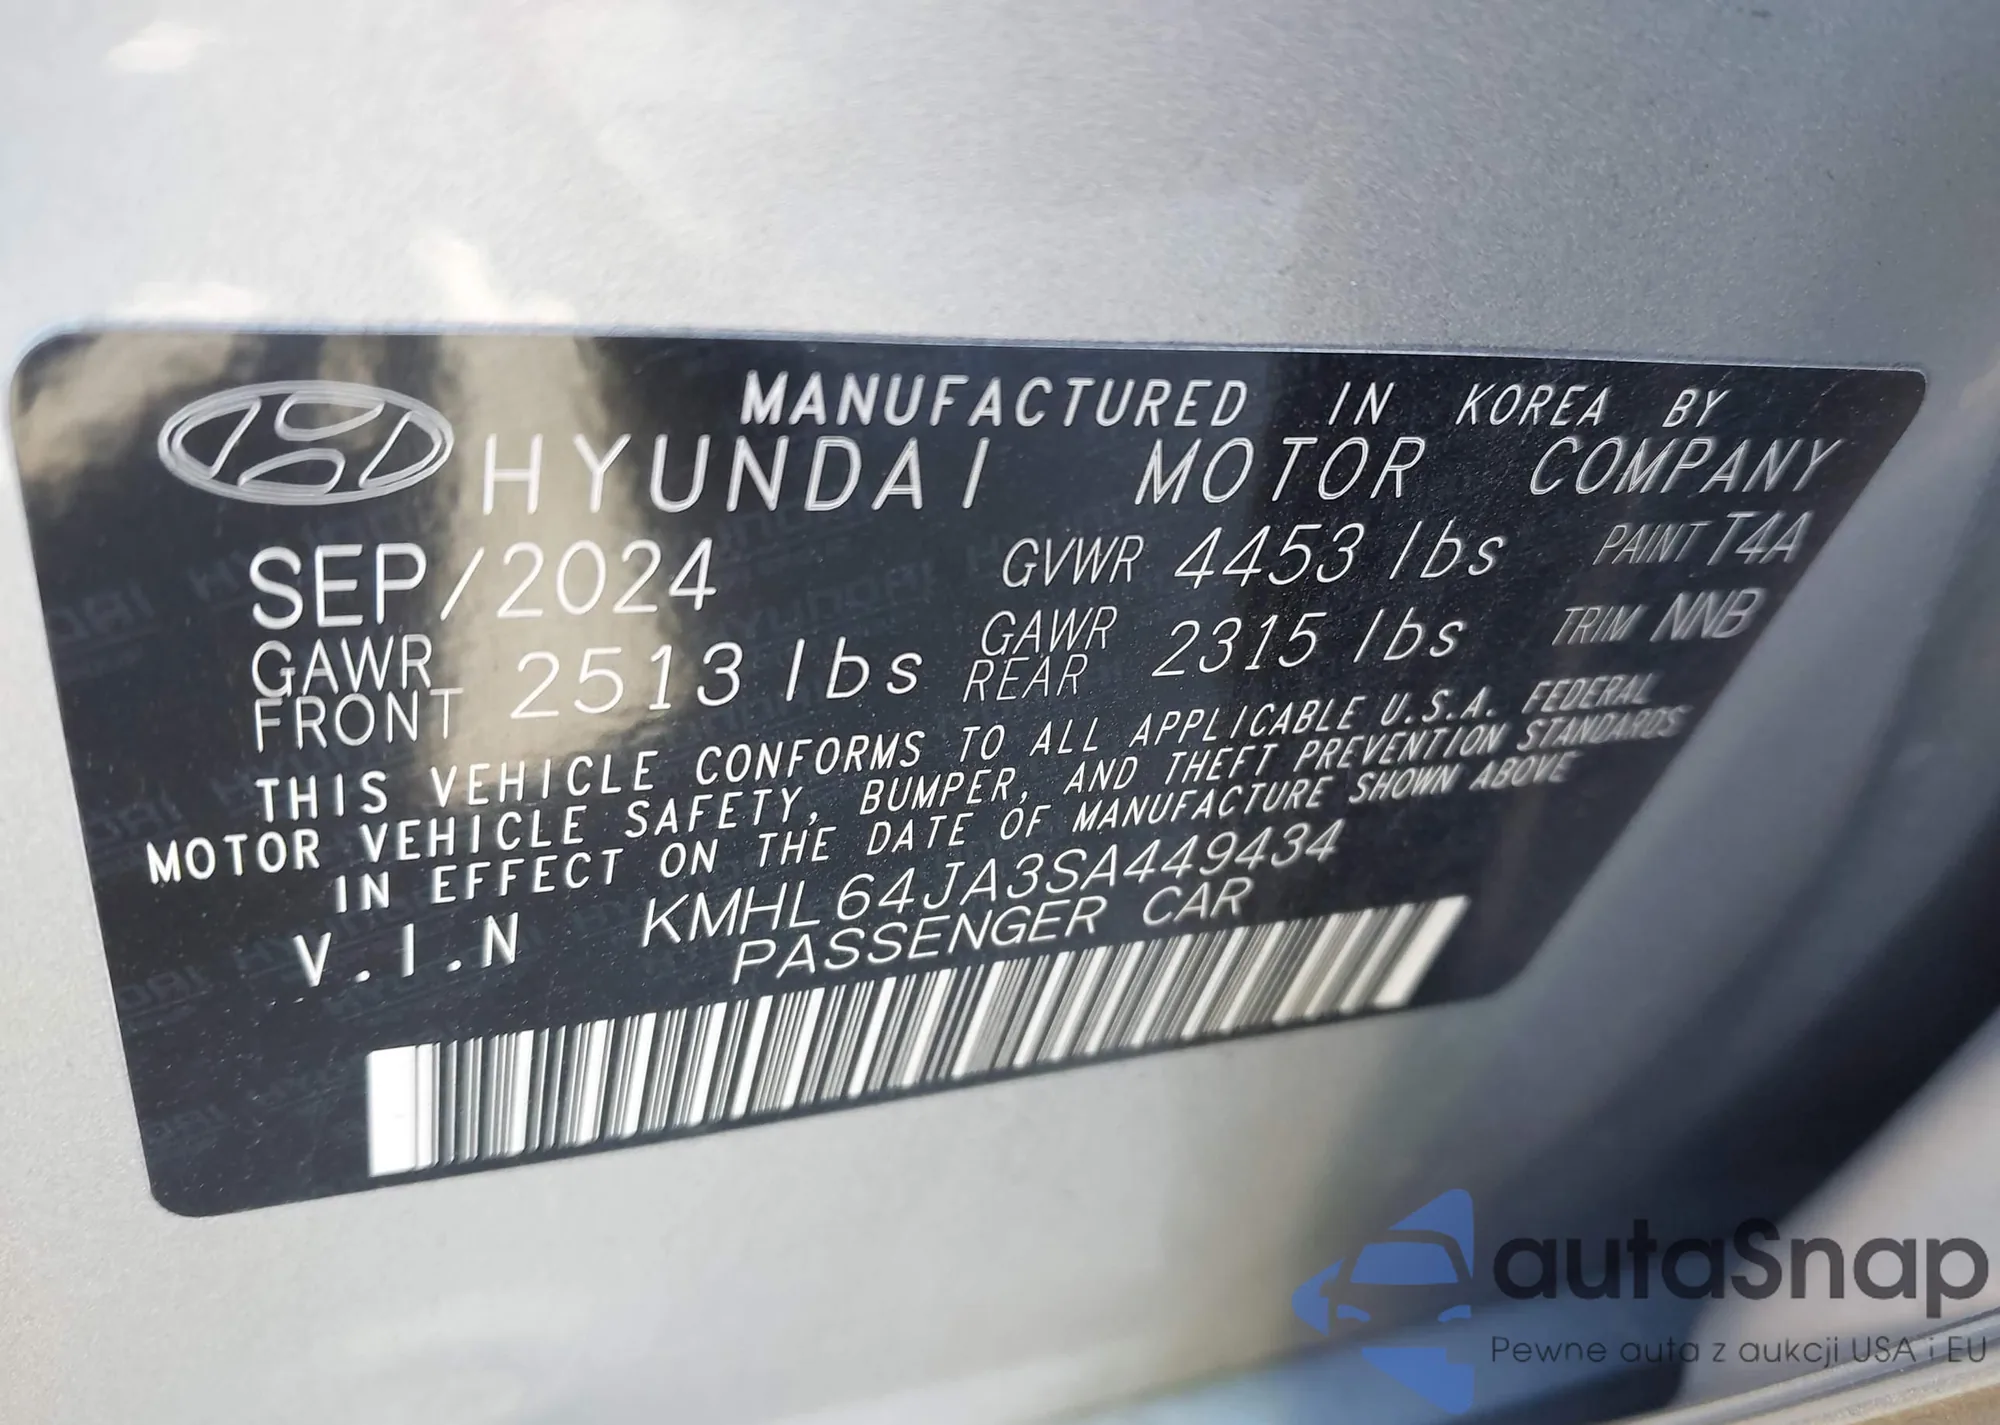 MANUFACTURED IN KOREA BY
HYUNDAI MOTOR COMPANY
SEP/2024 GVWR 4453 lbs PAINT T4A
GAWR FRONT 2513 lbs GAWR REAR 2315 lbs TRIM NNB
THIS VEHICLE CONFORMS TO ALL APPLICABLE U.S.A. FEDERAL
MOTOR VEHICLE SAFETY, BUMPER, AND THEFT PREVENTION STANDARDS
IN EFFECT ON THE DATE OF MANUFACTURE SHOWN ABOVE
V.I.N KMHL64JA3SA449434
PASSENGER CAR
autaSnap
Pewne auta z aukcji USA i EU